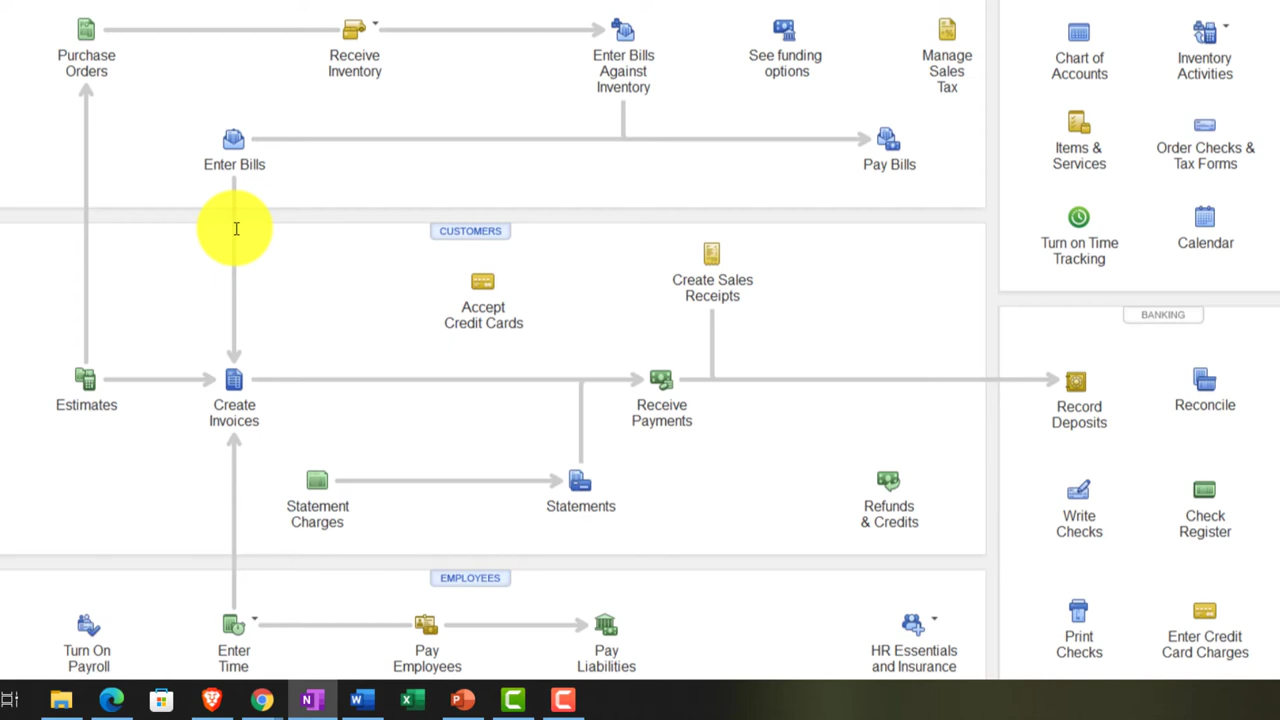 Purchase
Orders
Receive
Inventory
Enter Bills
Against
Inventory
See funding
options
Manage
Sales
Tax
Enter Bills
Pay Bills
CUSTOMERS
Accept
Credit Cards
Create Sales
Receipts
Estimates
Create
Invoices
Receive
Payments
Statement
Charges
Statements
Refunds
& Credits
EMPLOYEES
Turn On
Payroll
Enter
Time
Pay
Employees
Pay
Liabilities
HR Essentials
and Insurance
Chart of
Accounts
Inventory
Activities
Items &
Services
Order Checks &
Tax Forms
Turn on Time
Tracking
Calendar
BANKING
Record
Deposits
Reconcile
Write
Checks
Check
Register
Print
Checks
Enter Credit
Card Charges